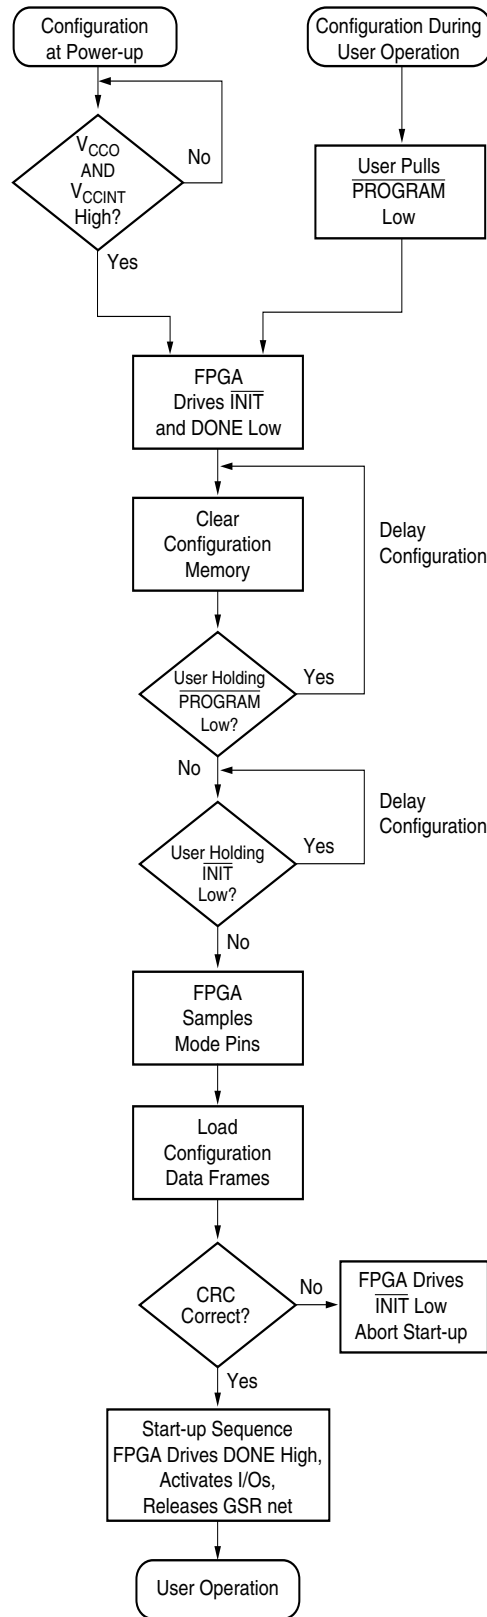 Configuration
at Power-up
Configuration During
User Operation
VCCO
AND
VCCINT
High?
No
Yes
User Pulls
PROGRAM
Low
FPGA
Drives INIT
and DONE Low
Clear
Configuration
Memory
Delay
Configuration
User Holding
PROGRAM
Low?
Yes
No
Delay
Configuration
User Holding
INIT
Low?
Yes
No
FPGA
Samples
Mode Pins
Load
Configuration
Data Frames
CRC
Correct?
No
FPGA Drives
INIT Low
Abort Start-up
Yes
Start-up Sequence
FPGA Drives DONE High,
Activates I/Os,
Releases GSR net
User Operation